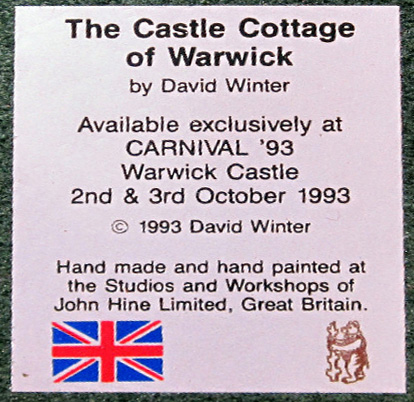 The Castle Cottage
of Warwick
by David Winter
Available exclusively at
CARNIVAL '93
Warwick Castle
2nd & 3rd October 1993
© 1993 David Winter
Hand made and hand painted at
the Studios and Workshops of
John Hine Limited, Great Britain.